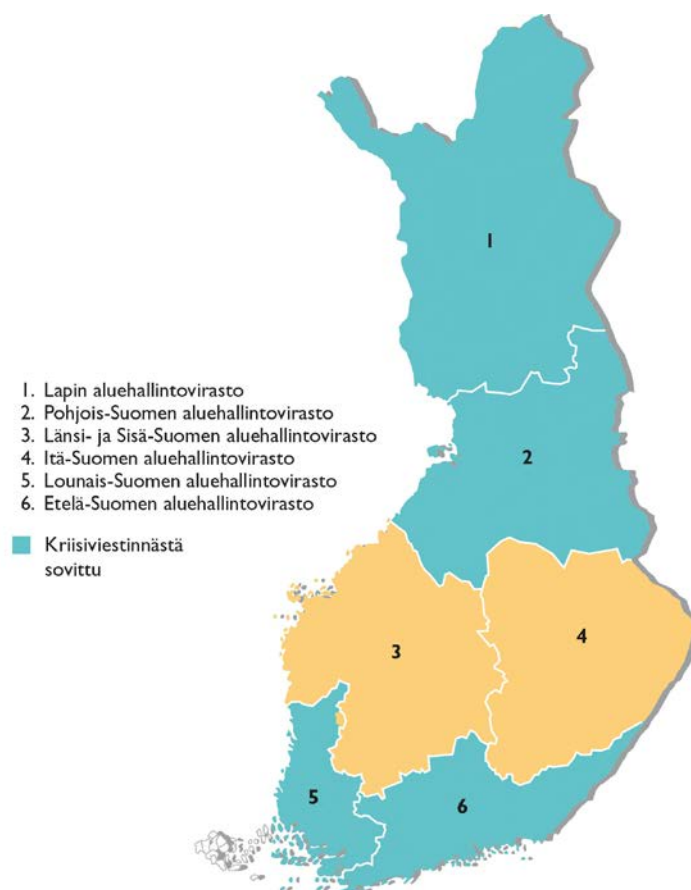 1
1. Lapin aluehallintovirasto
2. Pohjois-Suomen aluehallintovirasto
3. Länsi- ja Sisä-Suomen aluehallintovirasto
4. Itä-Suomen aluehallintovirasto
5. Lounais-Suomen aluehallintovirasto
6. Etelä-Suomen aluehallintovirasto
Kriisiviestinnästä
sovittu
2
3
4
5
6